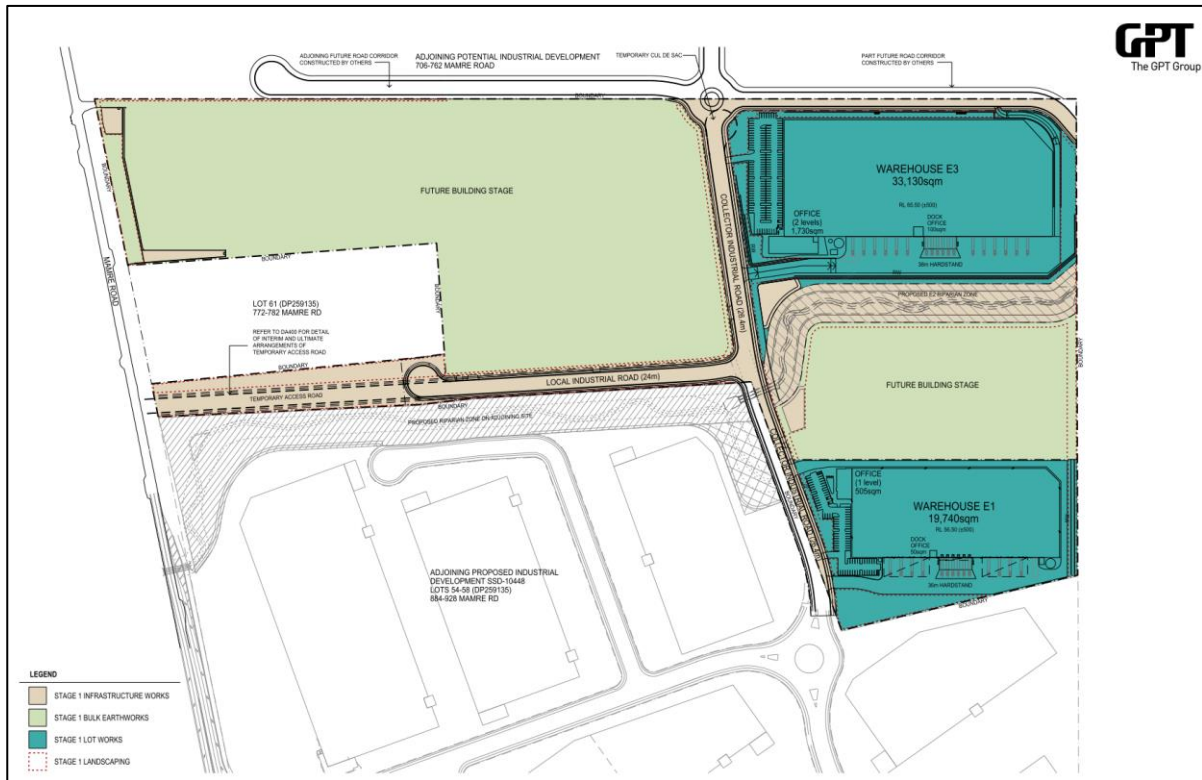 GPT
The GPT Group
ADJOINING FUTURE ROAD CORRIDOR
CONSTRUCTED BY OTHERS
ADJOINING POTENTIAL INDUSTRIAL DEVELOPMENT
706-762 MAMRE ROAD
TEMPORARY CUL DE SAC
PART FUTURE ROAD CORRIDOR
CONSTRUCTED BY OTHERS
BOUNDARY
BOUNDARY
FUTURE BUILDING STAGE
COLLECTOR INDUSTRIAL ROAD
WAREHOUSE E3
33,130sqm
OFFICE
(2 levels)
1,730sqm
DOCK
OFFICE
100sqm
36m HARDSTAND
PROPOSED E2 RIPARIAN ZONE
MAMRE ROAD
BOUNDARY
BOUNDARY
LOT 61 (DP259135)
772-782 MAMRE RD
REFER TO DA400 FOR DETAIL
OF INTERIM AND ULTIMATE
ARRANGEMENTS OF
TEMPORARY ACCESS ROAD
BOUNDARY
TEMPORARY ACCESS ROAD
LOCAL INDUSTRIAL ROAD (24m)
BOUNDARY
PROPOSED RIPARIAN ZONE ON ADJOINING SITE
FUTURE BUILDING STAGE
BOUNDARY
OFFICE
(1 level)
505sqm
WAREHOUSE E1
19,740sqm
DOCK
OFFICE
50sqm
36m HARDSTAND
BOUNDARY
BOUNDARY
ADJOINING PROPOSED INDUSTRIAL
DEVELOPMENT SSD-10448
LOTS 54-58 (DP259135)
884-928 MAMRE RD
LEGEND
STAGE 1 INFRASTRUCTURE WORKS
STAGE 1 BULK EARTHWORKS
STAGE 1 LOT WORKS
STAGE 1 LANDSCAPING